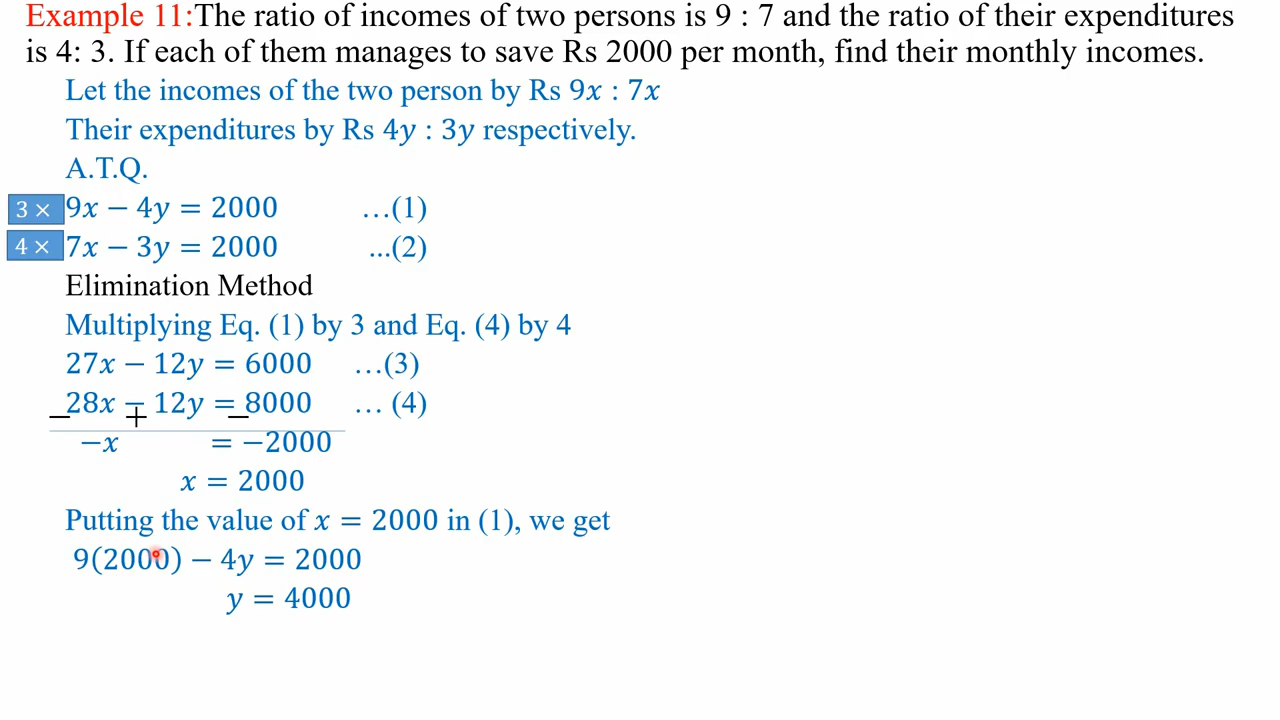 Example 11:The ratio of incomes of two persons is 9 : 7 and the ratio of their expenditures
is 4: 3. If each of them manages to save Rs 2000 per month, find their monthly incomes.
Let the incomes of the two person by Rs 9x : 7x
Their expenditures by Rs 4y : 3y respectively.
A.T.Q.
3 × 9x − 4y = 2000 …(1)
4 × 7x − 3y = 2000 ...(2)
Elimination Method
Multiplying Eq. (1) by 3 and Eq. (4) by 4
27x − 12y = 6000 …(3)
28x − 12y = 8000 … (4)
− + −
−x = −2000
x = 2000
Putting the value of x = 2000 in (1), we get
9(2000) − 4y = 2000
y = 4000